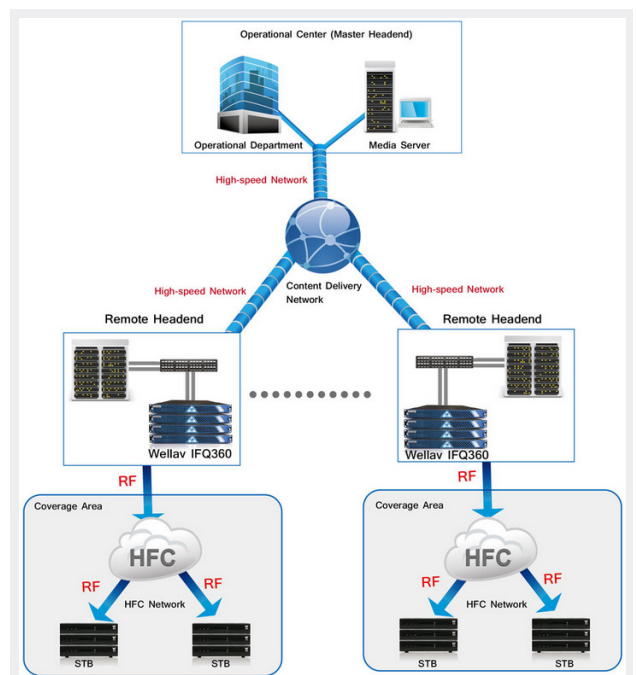 Operational Center (Master Headend)
Operational Department
Media Server
High-speed Network
Content Delivery
Network
High-speed Network
High-speed Network
Remote Headend
Remote Headend
Wellav IFQ360
Wellav IFQ360
RF
RF
Coverage Area
Coverage Area
HFC
HFC
RF
RF
RF
RF
HFC Network
HFC Network
STB
STB
STB
STB